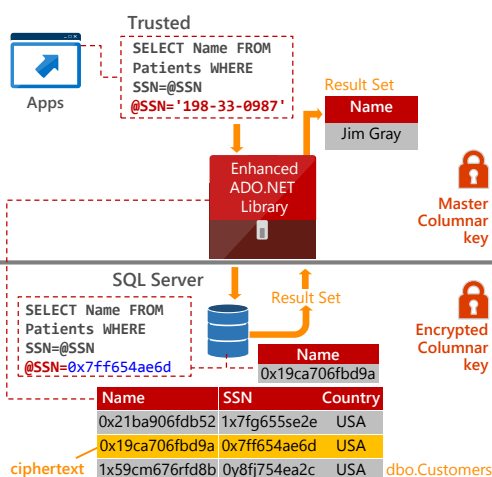 Trusted
SELECT Name FROM
Patients WHERE
SSN=@SSN
@SSN='198-33-0987'
Apps
Result Set
Name
Jim Gray
Enhanced
ADO.NET
Library
Master
Columnar
key
SQL Server
SELECT Name FROM
Patients WHERE
SSN=@SSN
@SSN=0x7ff654ae6d
Result Set
Encrypted
Columnar
key
Name
0x19ca706fbd9a
Name SSN Country
0x21ba906fdb52 1x7fg655se2e USA
0x19ca706fbd9a 0x7ff654ae6d USA
1x59cm676rfd8b 0y8fj754ea2c USA
ciphertext
dbo.Customers